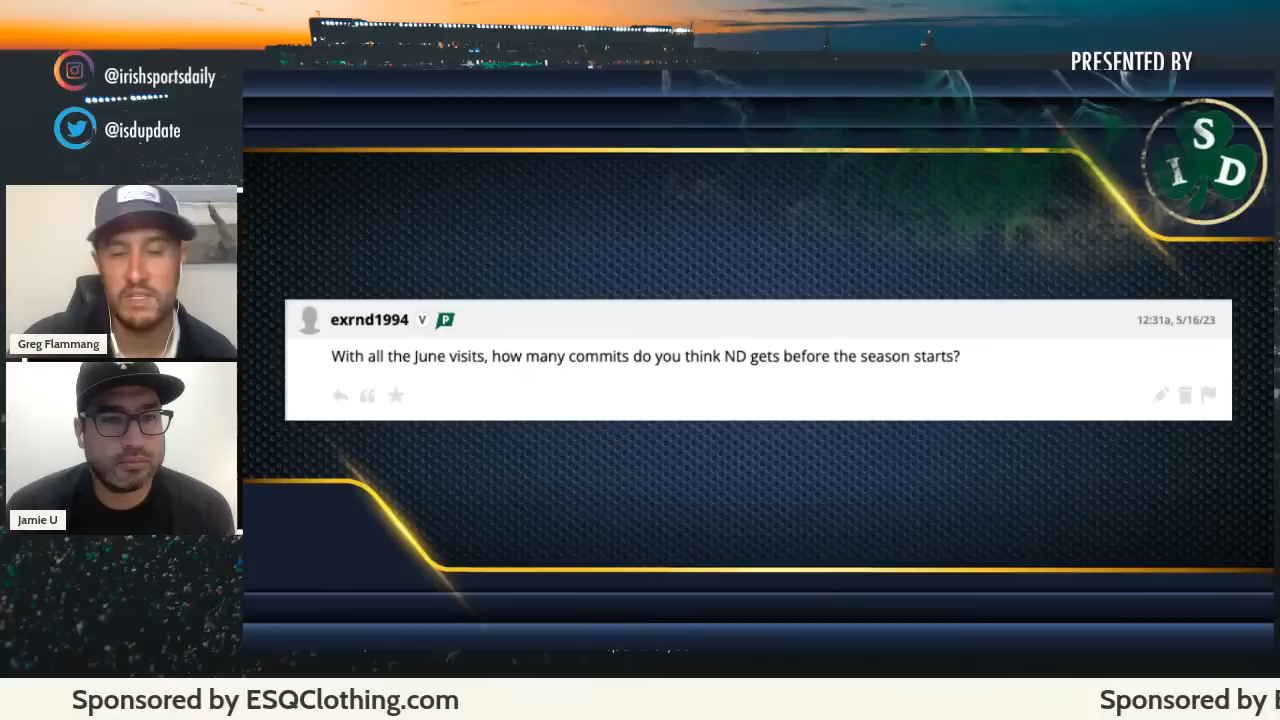 @irishsportsdaily
@isdupdate
PRESENTED BY
I S D
Greg Flammang
Jamie U
exrnd1994 V P
12:31a, 5/16/23
With all the June visits, how many commits do you think ND gets before the season starts?
Sponsored by ESQClothing.com
Sponsored by E